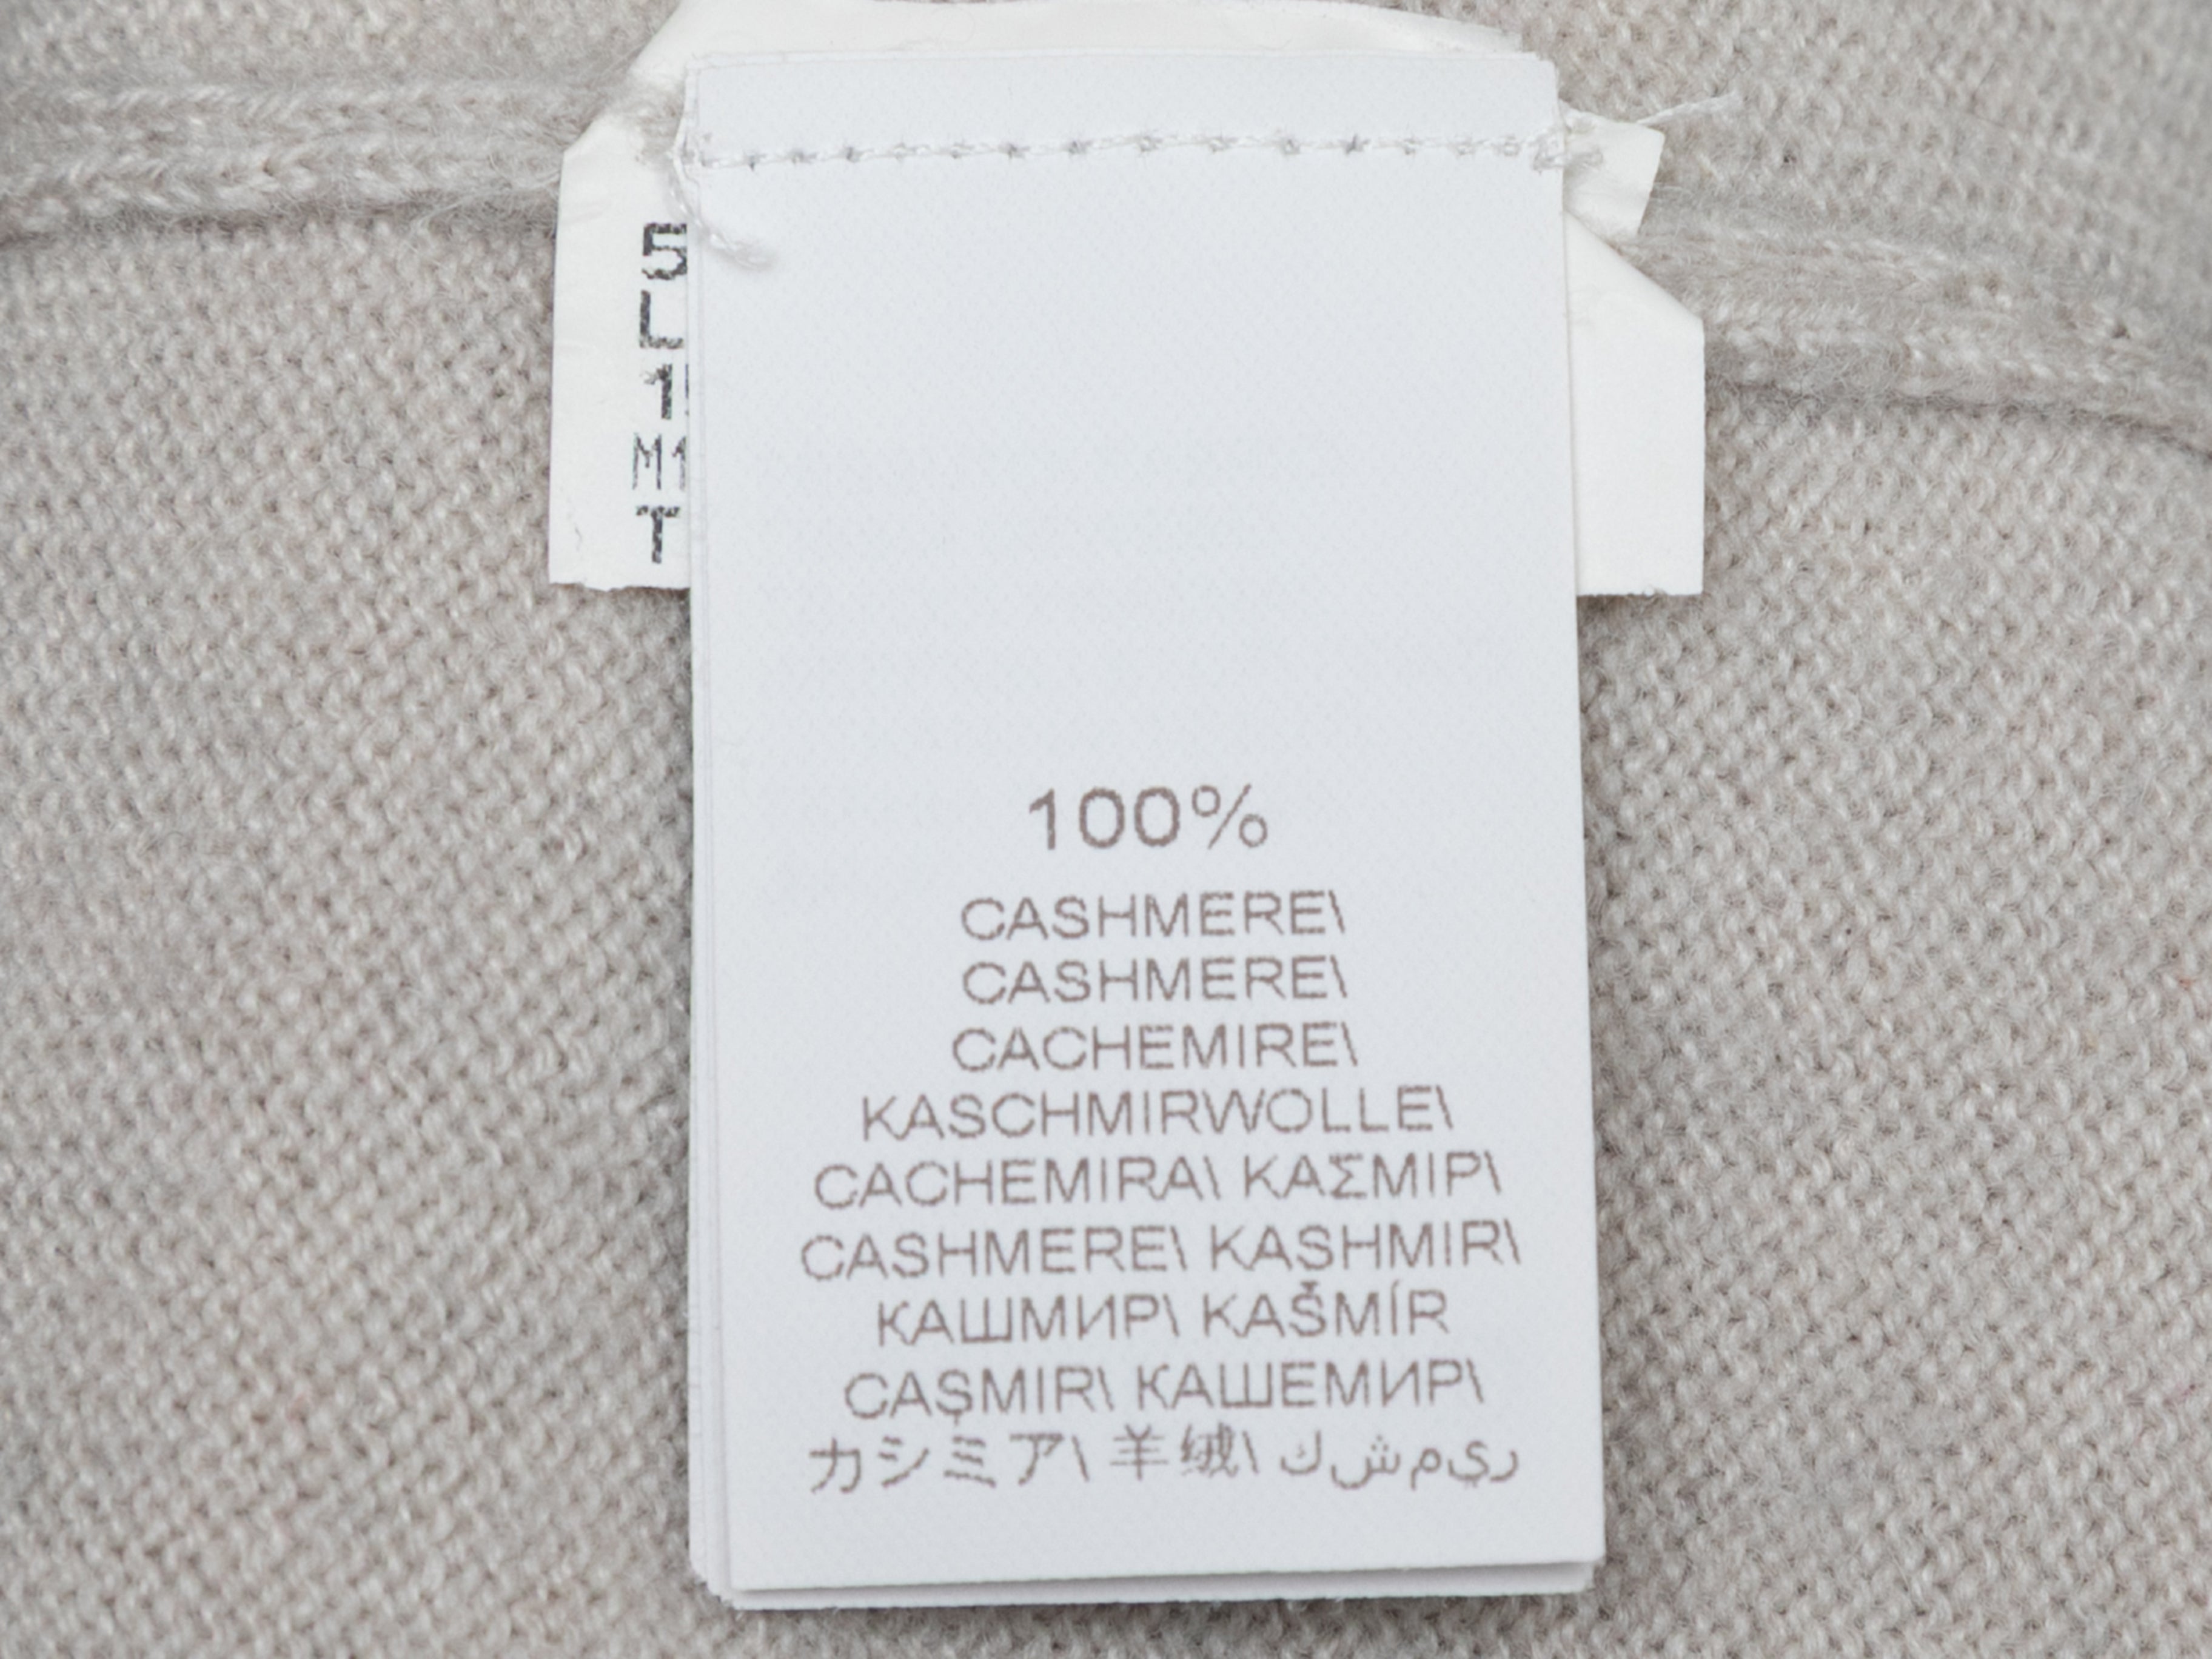 5
L
1
M1
T
100%
CASHMERE\
CASHMERE\
CACHEMIRE\
KASCHMIRWOLLE\
CACHEMIRA\ ΚΑΣΜΙΡ\
CASHMERE\ KASHMIR\
КАШМИР\ KAŠMÍR
CAŞMIR\ КАШЕМИР\
カシミア\ 羊绒\ ك ش م ي ر